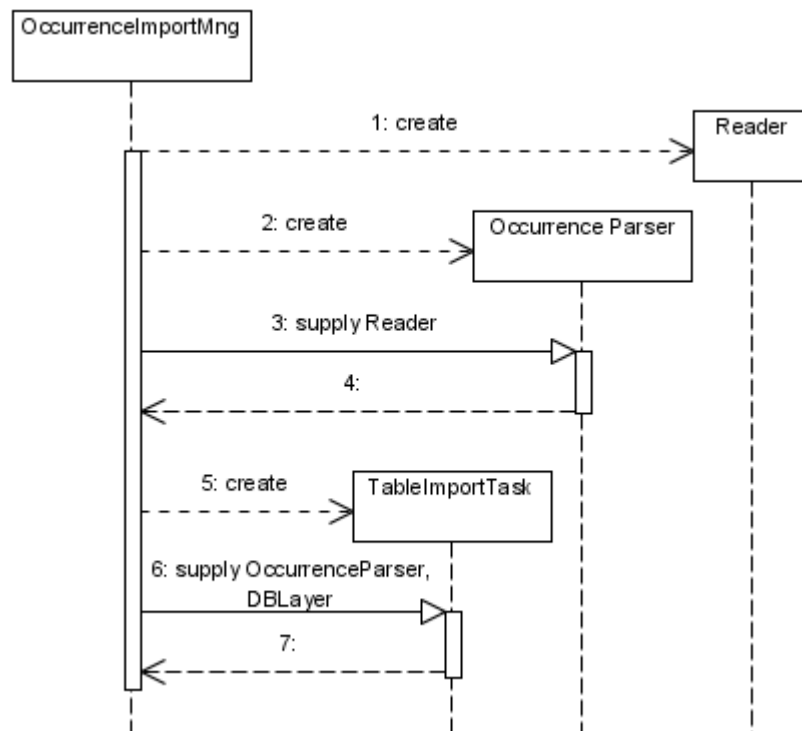 OccurrenceImportMng
1: create
Reader
2: create
Occurrence Parser
3: supply Reader
4:
5: create
TableImportTask
6: supply OccurrenceParser,
DBLayer
7: